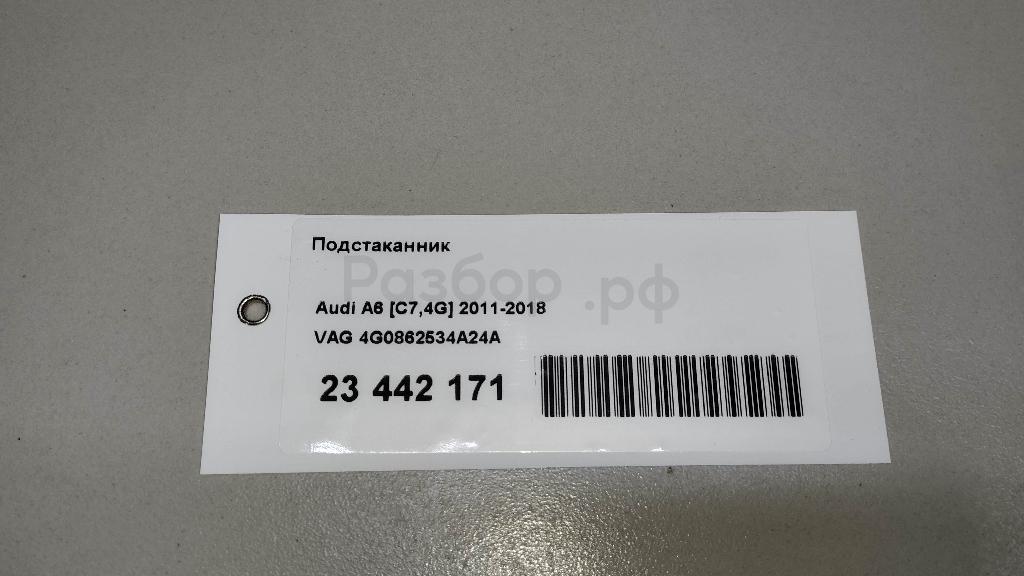 Подстаканник
Разбор.рф
Audi A6 [C7,4G] 2011-2018
VAG 4G0862534A24A
23 442 171